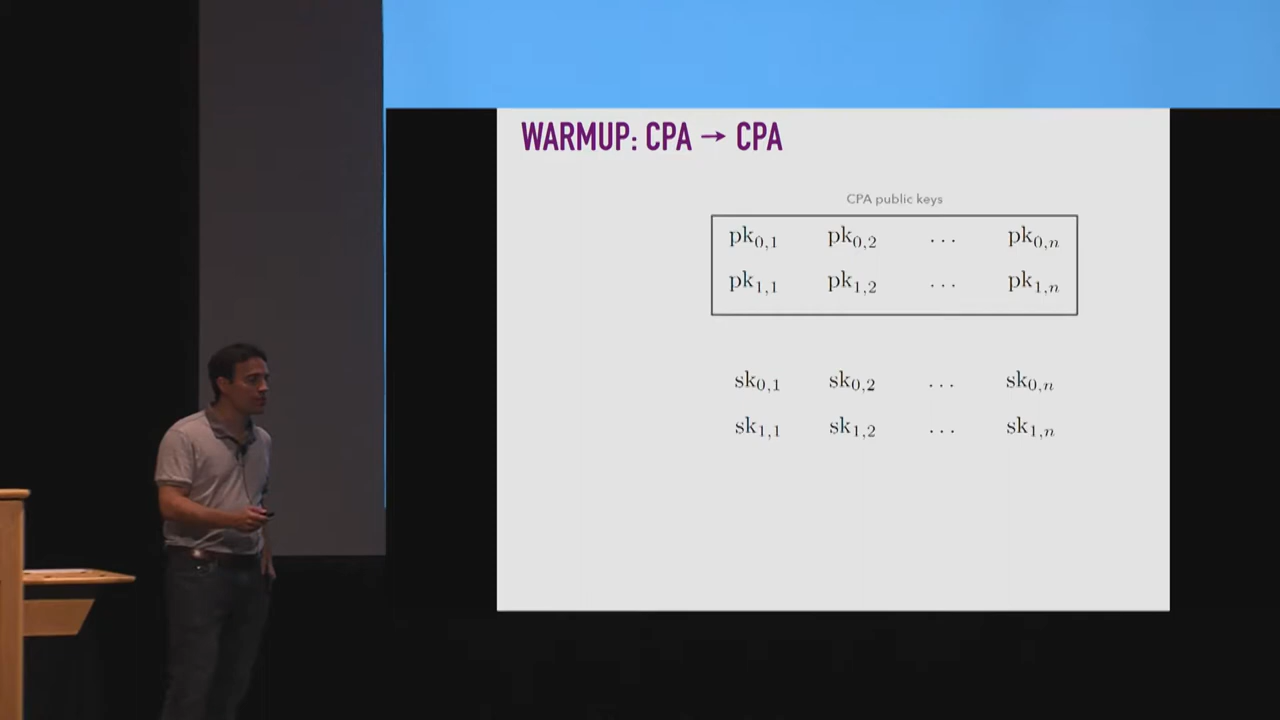 WARMUP: CPA → CPA
CPA public keys
pk₀,₁ pk₀,₂ ... pk₀,ₙ
pk₁,₁ pk₁,₂ ... pk₁,ₙ
sk₀,₁ sk₀,₂ ... sk₀,ₙ
sk₁,₁ sk₁,₂ ... sk₁,ₙ